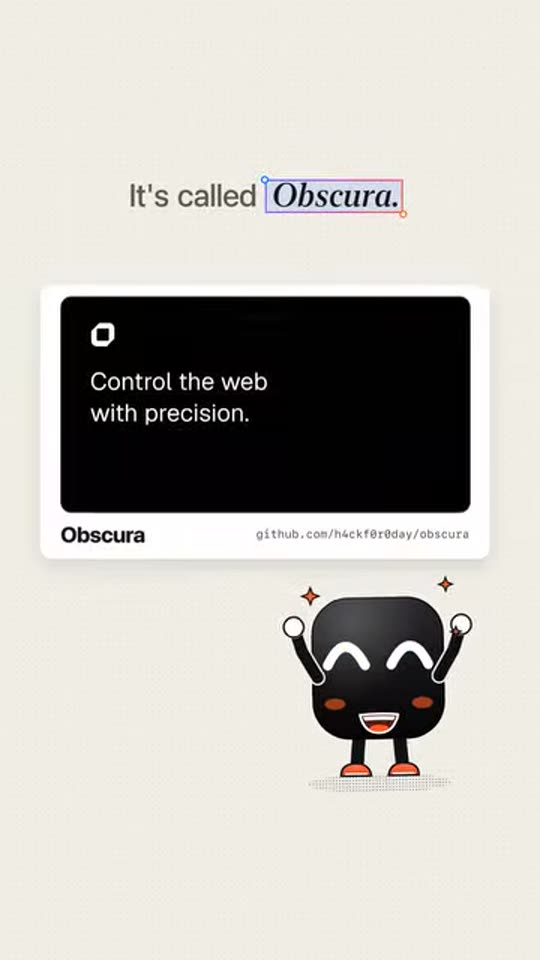 It's called Obscura.
Control the web
with precision.
Obscura
github.com/h4ckf0r0day/obscura